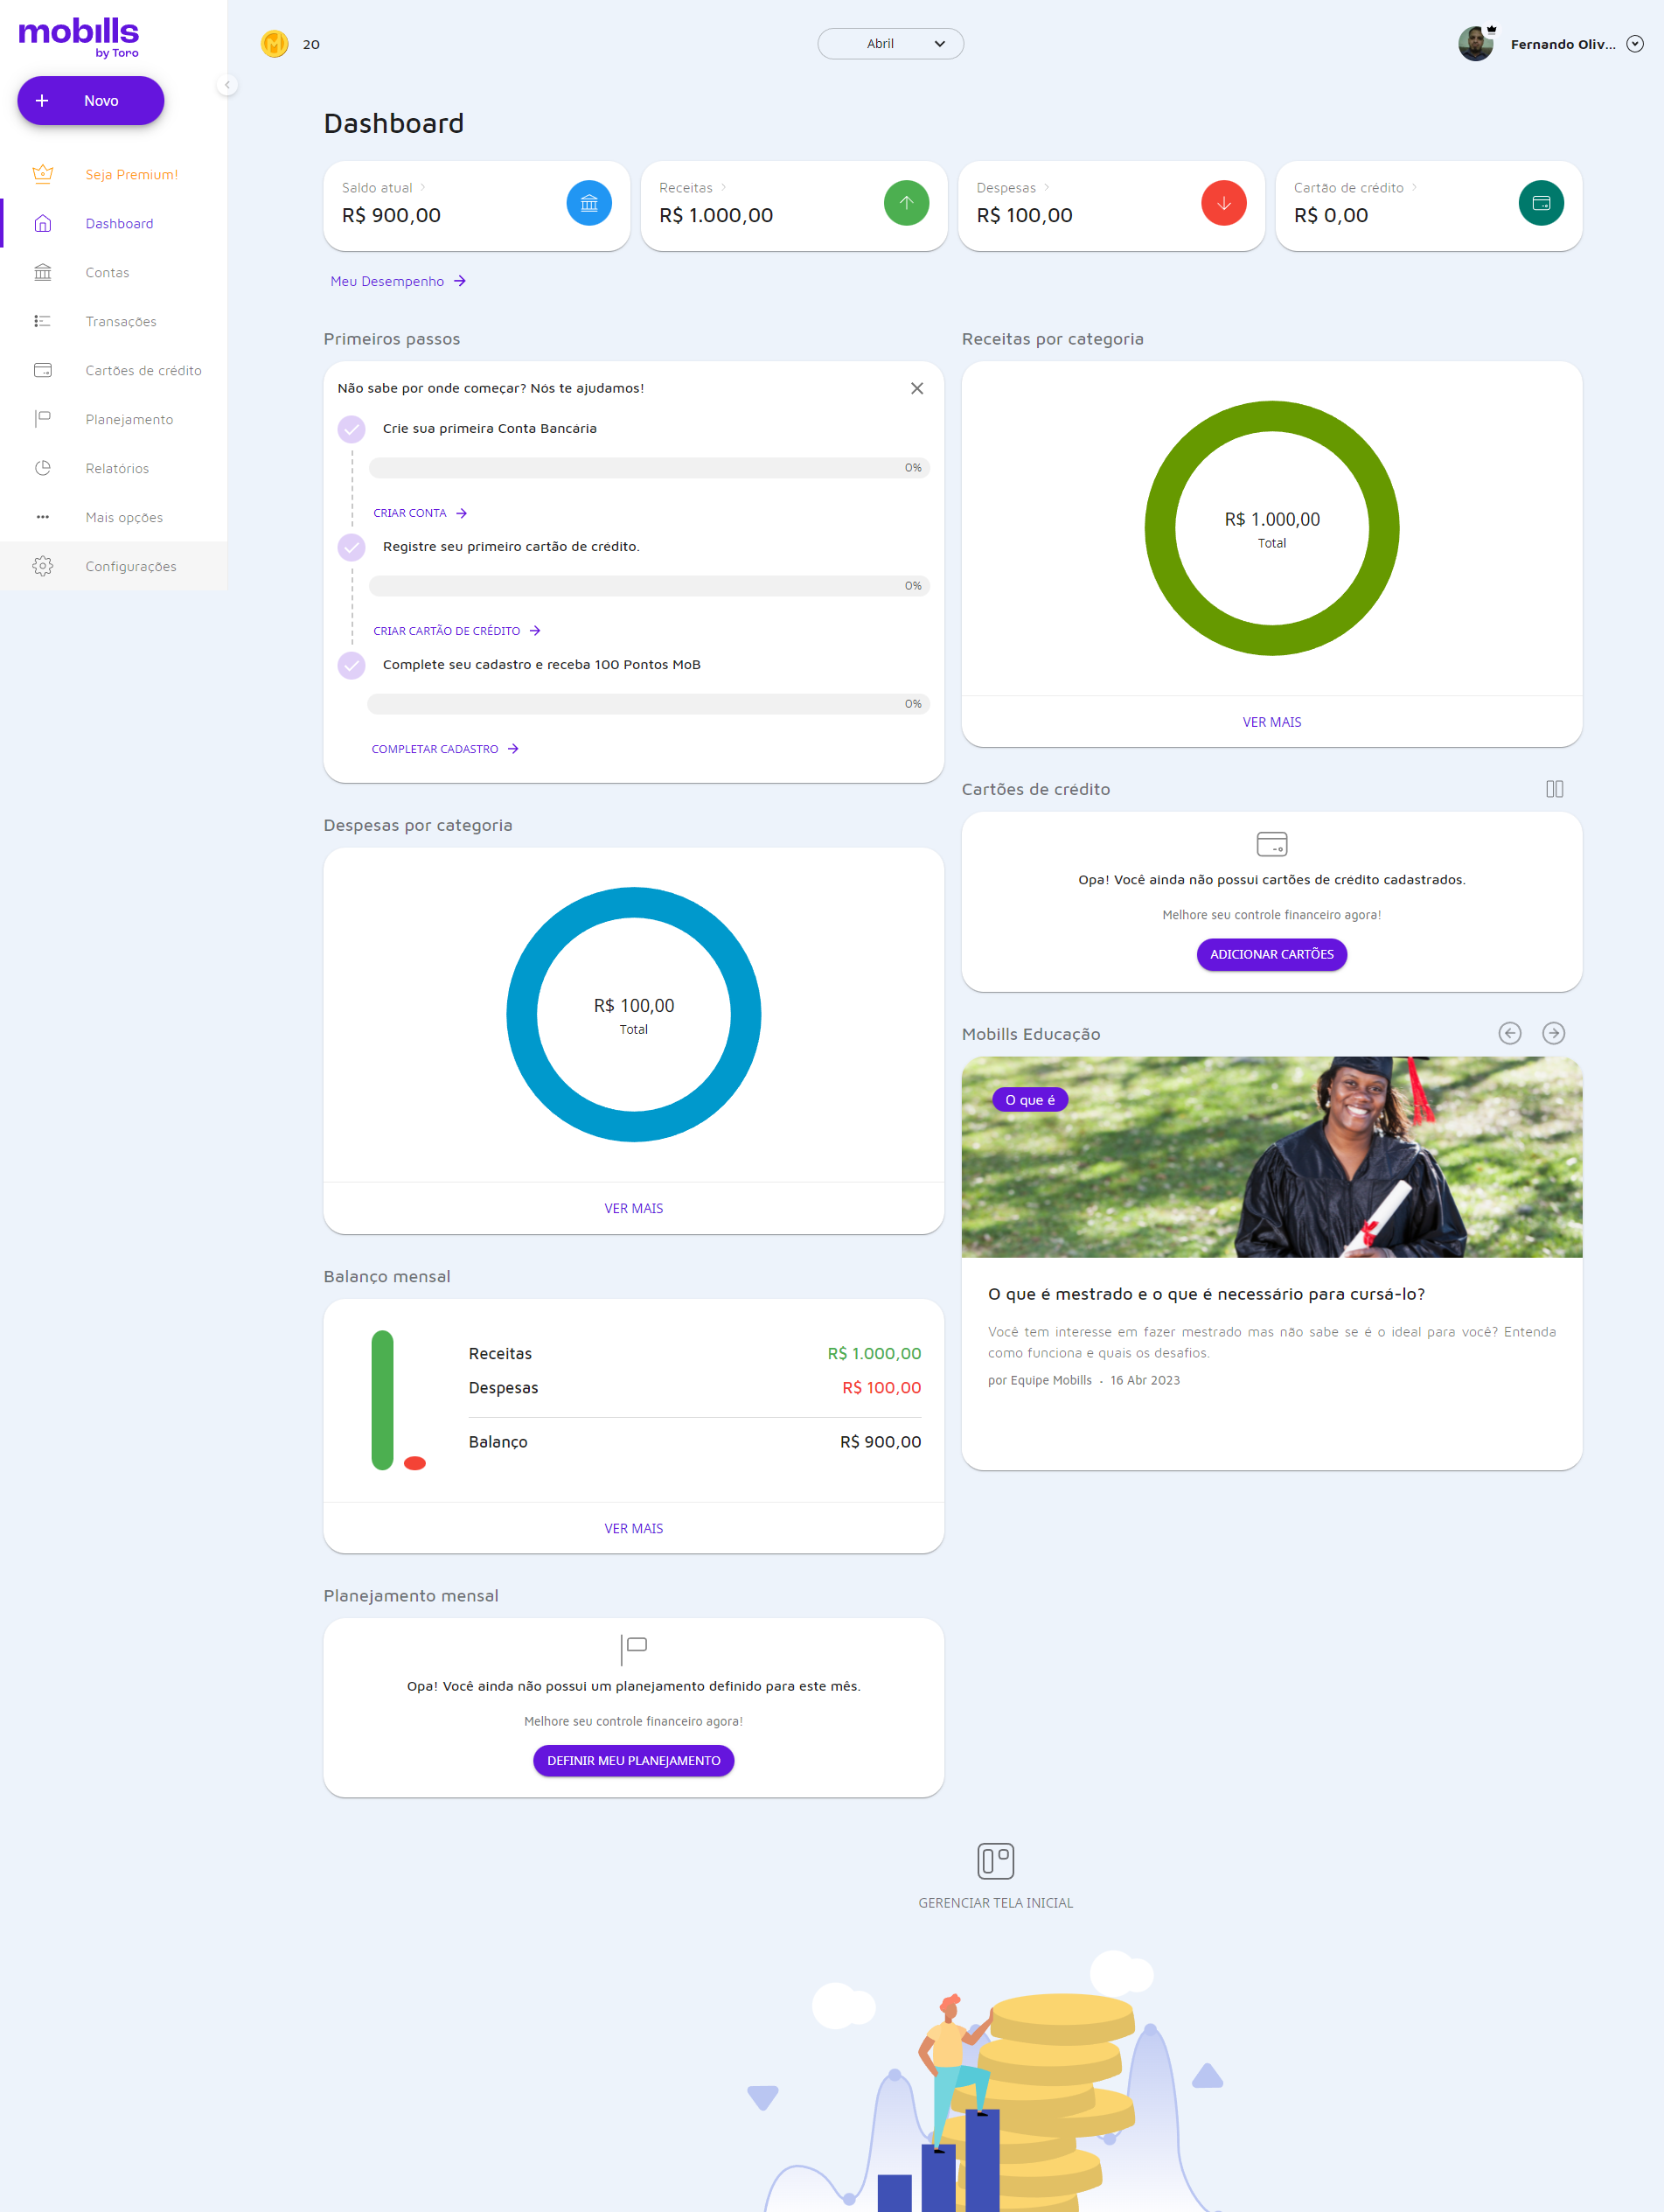 mobills
by Toro
Novo
Seja Premium!
Dashboard
Contas
Transações
Cartões de crédito
Planejamento
Relatórios
Mais opções
Configurações
20
Abril
Fernando Oliv...
Dashboard
Saldo atual
R$ 900,00
Receitas
R$ 1.000,00
Despesas
R$ 100,00
Cartão de crédito
R$ 0,00
Meu Desempenho
Primeiros passos
Não sabe por onde começar? Nós te ajudamos!
Crie sua primeira Conta Bancária
0%
CRIAR CONTA
Registre seu primeiro cartão de crédito.
0%
CRIAR CARTÃO DE CRÉDITO
Complete seu cadastro e receba 100 Pontos MoB
0%
COMPLETAR CADASTRO
Despesas por categoria
R$ 100,00
Total
VER MAIS
Balanço mensal
Receitas R$ 1.000,00
Despesas R$ 100,00
Balanço R$ 900,00
VER MAIS
Planejamento mensal
Opa! Você ainda não possui um planejamento definido para este mês.
Melhore seu controle financeiro agora!
DEFINIR MEU PLANEJAMENTO
Receitas por categoria
R$ 1.000,00
Total
VER MAIS
Cartões de crédito
Opa! Você ainda não possui cartões de crédito cadastrados.
Melhore seu controle financeiro agora!
ADICIONAR CARTÕES
Mobills Educação
O que é
O que é mestrado e o que é necessário para cursá-lo?
Você tem interesse em fazer mestrado mas não sabe se é o ideal para você? Entenda
como funciona e quais os desafios.
por Equipe Mobills - 16 Abr 2023
GERENCIAR TELA INICIAL